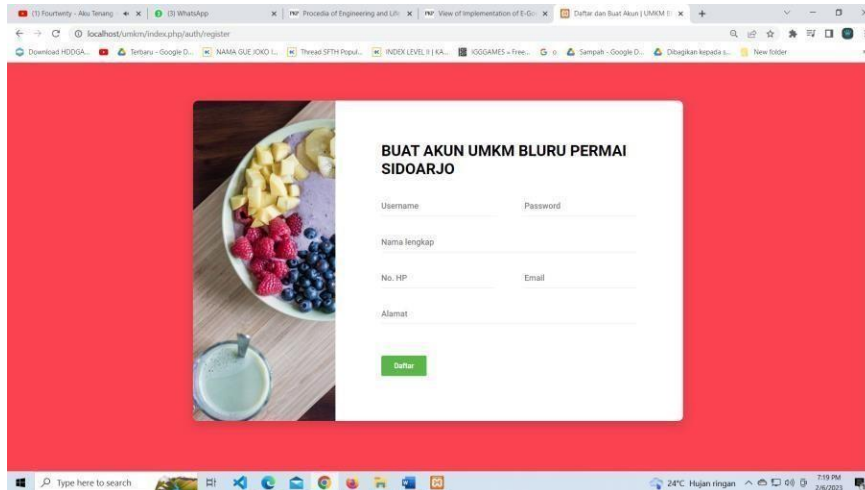 (1) Fourtwnty - Aku Tenang
(3) WhatsApp
PKP Procedia of Engineering and Life
PKP View of Implementation of E-Go
Daftar dan Buat Akun | UMKM
localhost/umkm/index.php/auth/register
Download HDDGA...
Terbaru - Google D...
NAMA GUE JOKO I...
Thread SFTH Popul...
INDEX LEVEL II | KA...
IGGGAMES » Free...
G o
Sampah - Google D...
Dibagikan kepada s...
New folder
BUAT AKUN UMKM BLURU PERMAI
SIDOARJO
Username
Password
Nama lengkap
No. HP
Email
Alamat
Daftar
Type here to search
24°C Hujan ringan
7:19 PM
2/6/2023